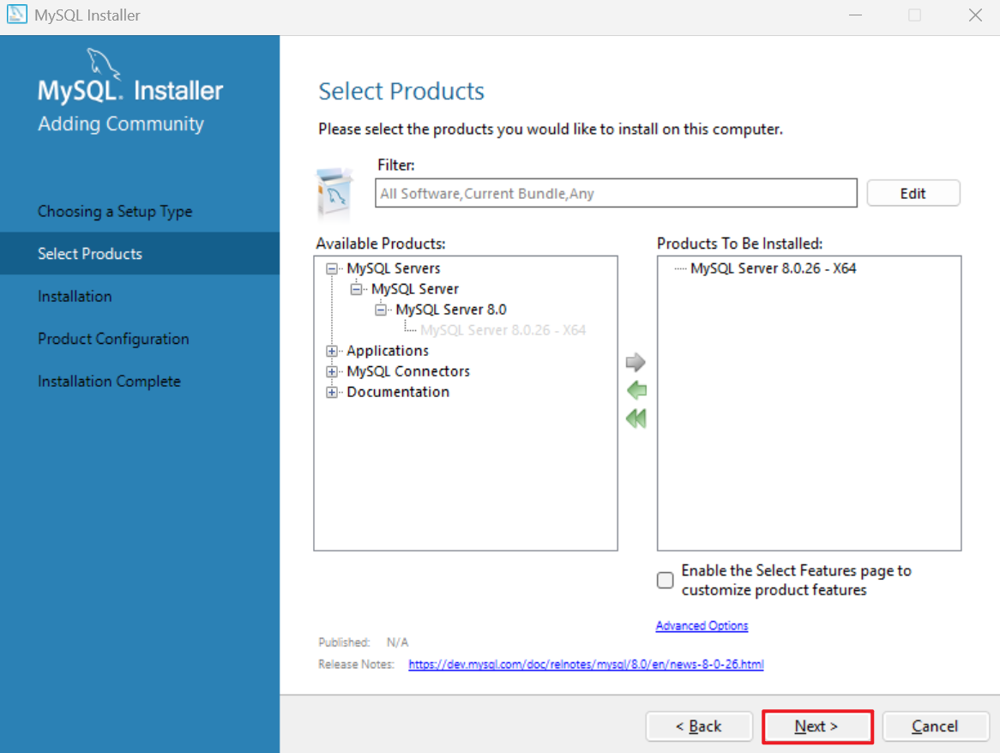 MySQL Installer
MySQL. Installer
Adding Community
Choosing a Setup Type
Select Products
Installation
Product Configuration
Installation Complete
Select Products
Please select the products you would like to install on this computer.
Filter:
All Software,Current Bundle,Any
Edit
Available Products:
MySQL Servers
MySQL Server
MySQL Server 8.0
MySQL Server 8.0.26 - X64
Applications
MySQL Connectors
Documentation
Products To Be Installed:
MySQL Server 8.0.26 - X64
Enable the Select Features page to
customize product features
Advanced Options
Published: N/A
Release Notes: https://dev.mysql.com/doc/relnotes/mysql/8.0/en/news-8-0-26.html
< Back
Next >
Cancel